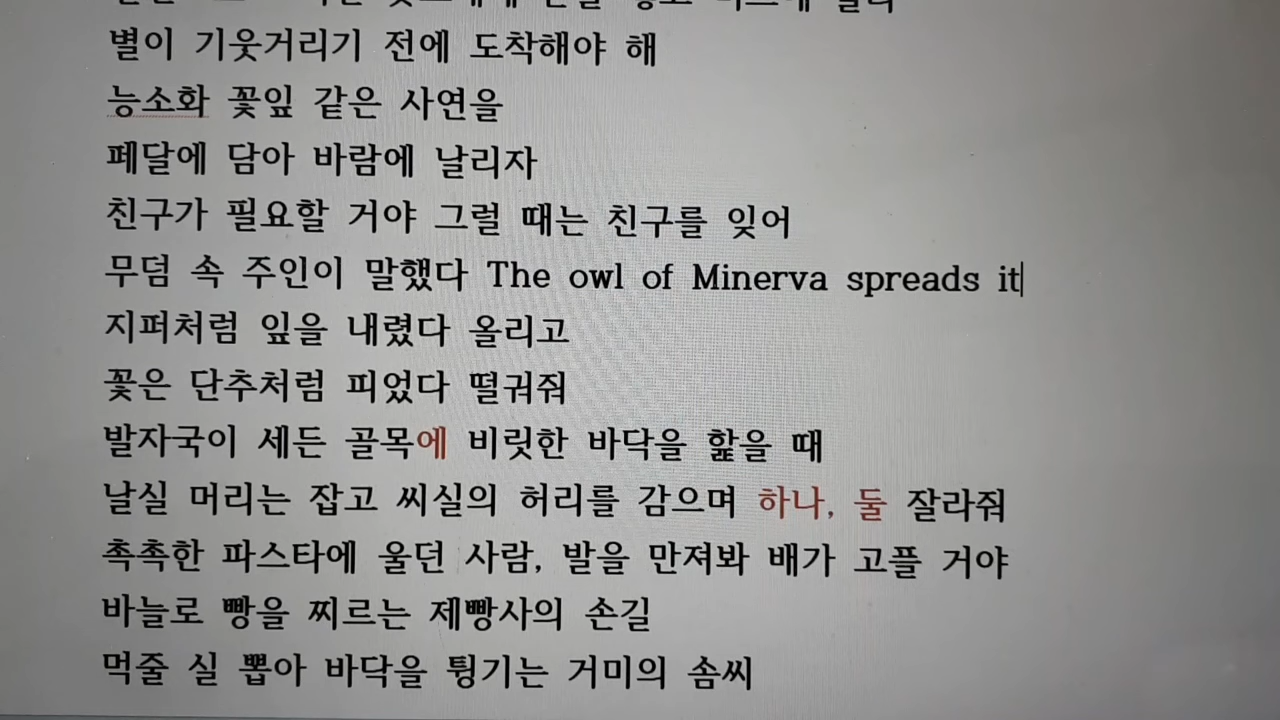 별이 기웃거리기 전에 도착해야 해
능소화 꽃잎 같은 사연을
페달에 담아 바람에 날리자
친구가 필요할 거야 그럴 때는 친구를 잊어
무덤 속 주인이 말했다 The owl of Minerva spreads it
지퍼처럼 잎을 내렸다 올리고
꽃은 단추처럼 피었다 떨궈줘
발자국이 세든 골목에 비릿한 바닥을 핥을 때
날실 머리는 잡고 씨실의 허리를 감으며 하나, 둘 잘라줘
촉촉한 파스타에 울던 사람, 발을 만져봐 배가 고플 거야
바늘로 빵을 찌르는 제빵사의 손길
먹줄 실 뽑아 바닥을 튕기는 거미의 솜씨